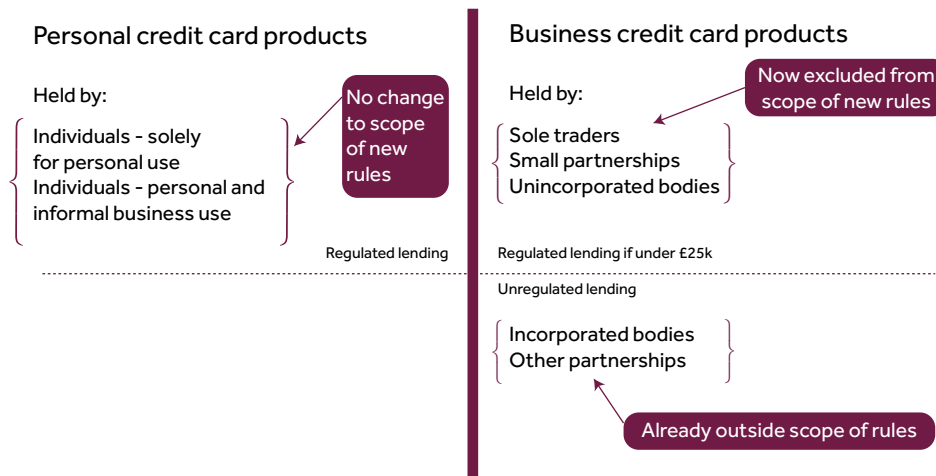 Personal credit card products
Held by:
Individuals - solely
for personal use
Individuals - personal and
informal business use
No change
to scope
of new
rules
Regulated lending
Business credit card products
Held by:
Now excluded from
scope of new rules
Sole traders
Small partnerships
Unincorporated bodies
Regulated lending if under £25k
Unregulated lending
Incorporated bodies
Other partnerships
Already outside scope of rules